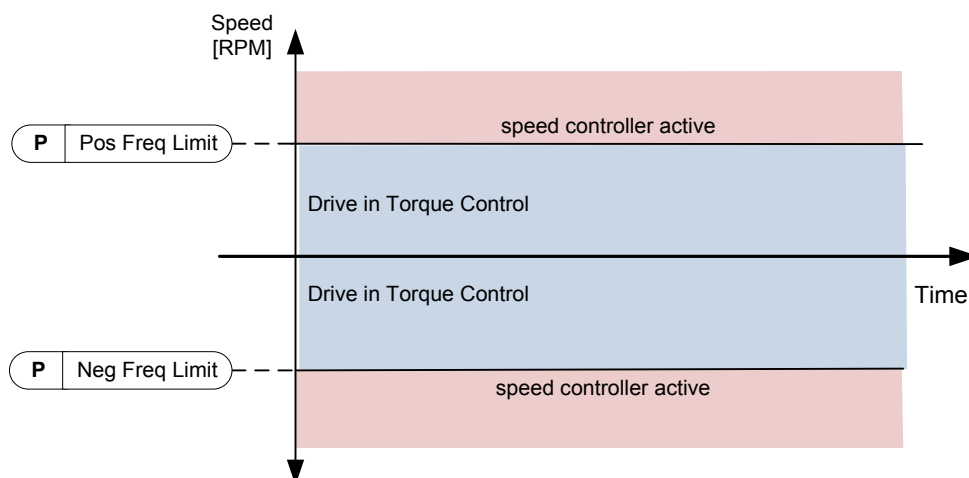 Speed
[RPM]
speed controller active
P Pos Freq Limit
Drive in Torque Control
Drive in Torque Control
Time
P Neg Freq Limit
speed controller active